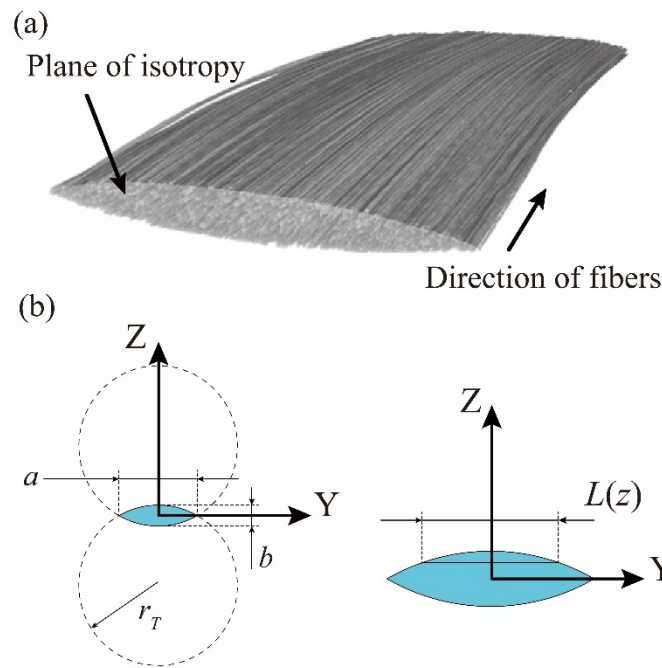 (a)
Plane of isotropy
Direction of fibers
(b)
Z
a
Y
b
r_T
Z
L(z)
Y